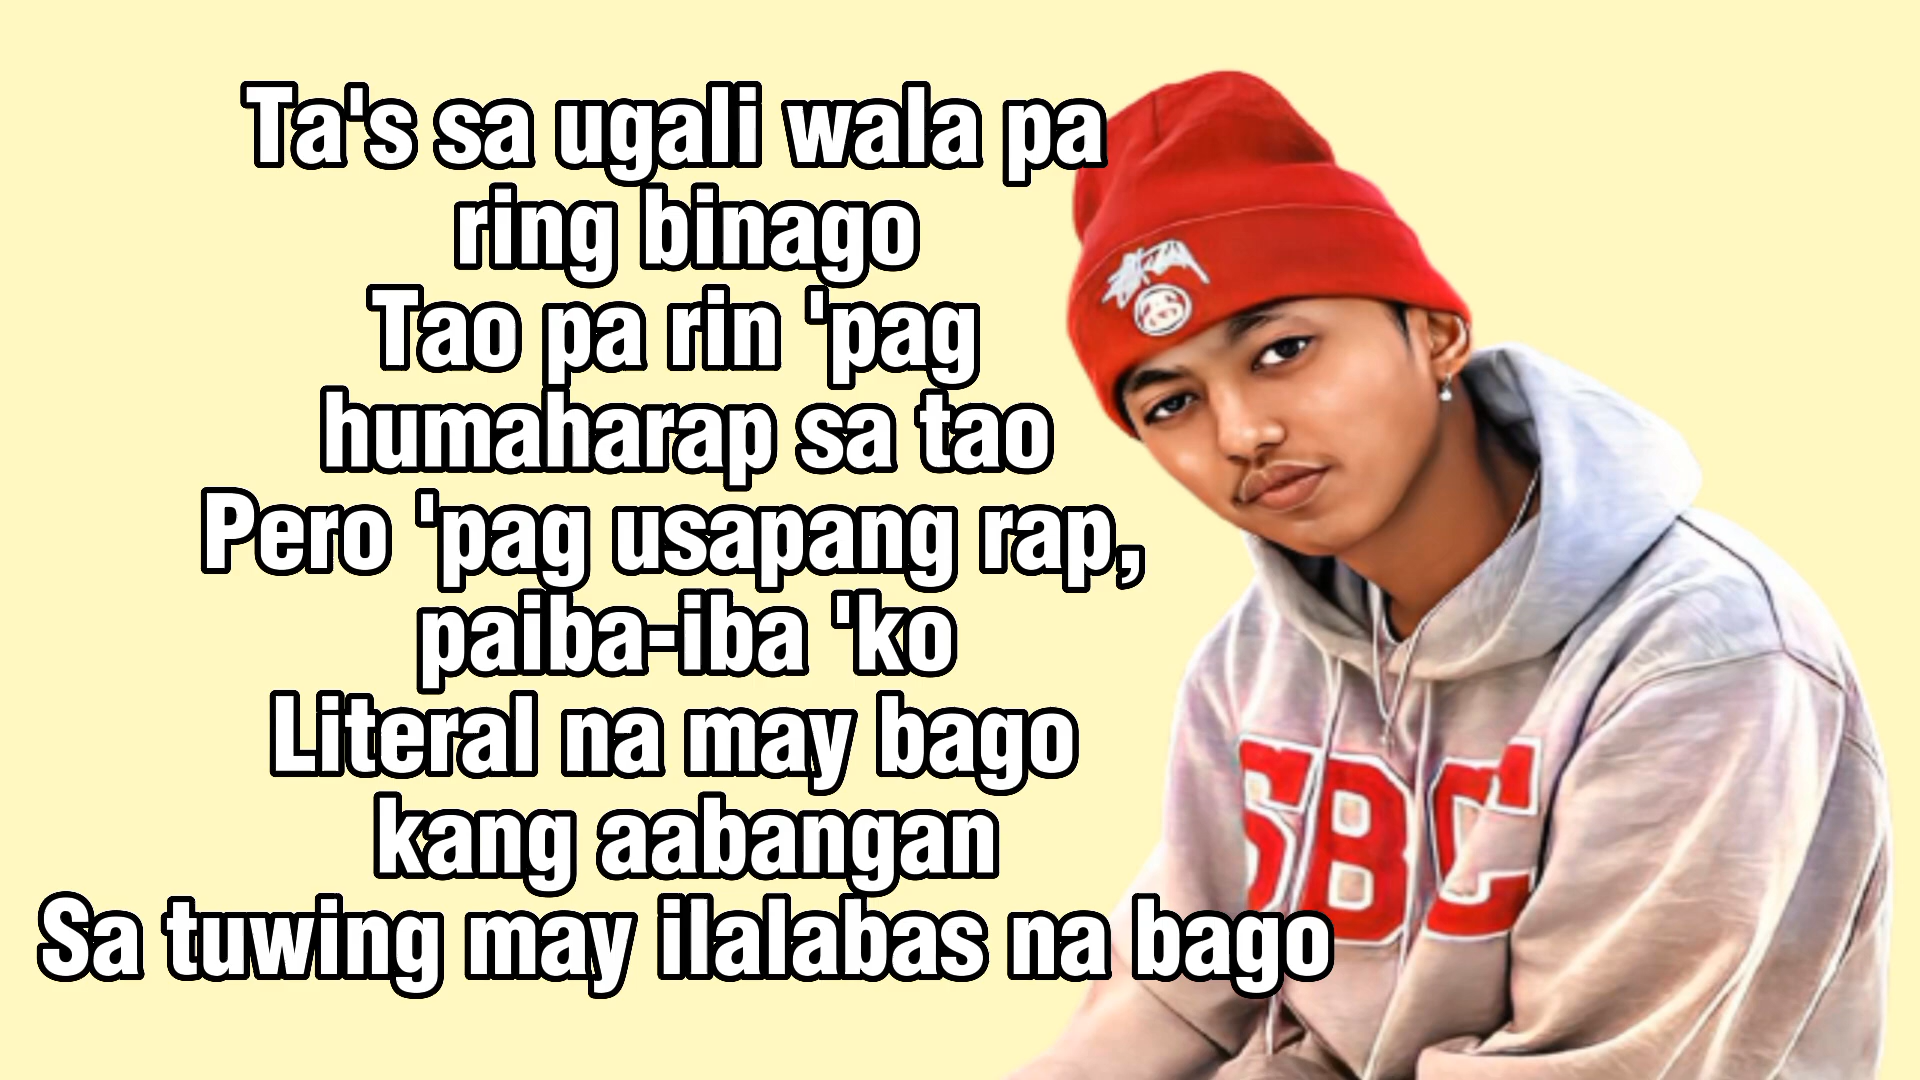 Ta's sa ugali wala pa
ring binago
Tao pa rin 'pag
humaharap sa tao
Pero 'pag usapang rap,
paiba-iba 'ko
Literal na may bago
kang aabangan
Sa tuwing may ilalabas na bago
SBC